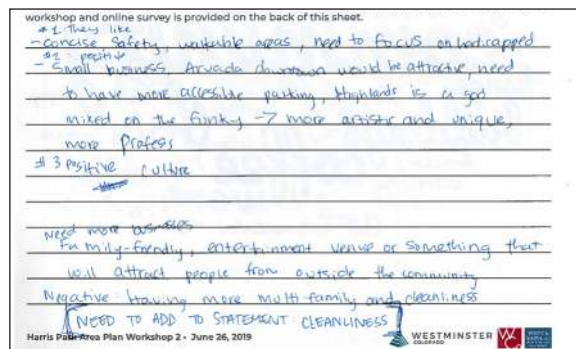 workshop and online survey is provided on the back of this sheet.
#1 They like
- concise, safety, walkable areas, need to focus on handicapped
#2 - positive
- small business, Arvada downtown would be attractive, need
to have more accessible parking, Highlands is a god
mixed on the funky → more artistic and unique,
more Profess
#3 positive culture
Need more businesses
Family-friendly, entertainment venue or something that
will attract people from outside the community
Negative: Having more multi family and cleanliness
NEED TO ADD TO STATEMENT: CLEANLINESS
Harris Park Area Plan Workshop 2 - June 26, 2019
WESTMINSTER
COLORADO